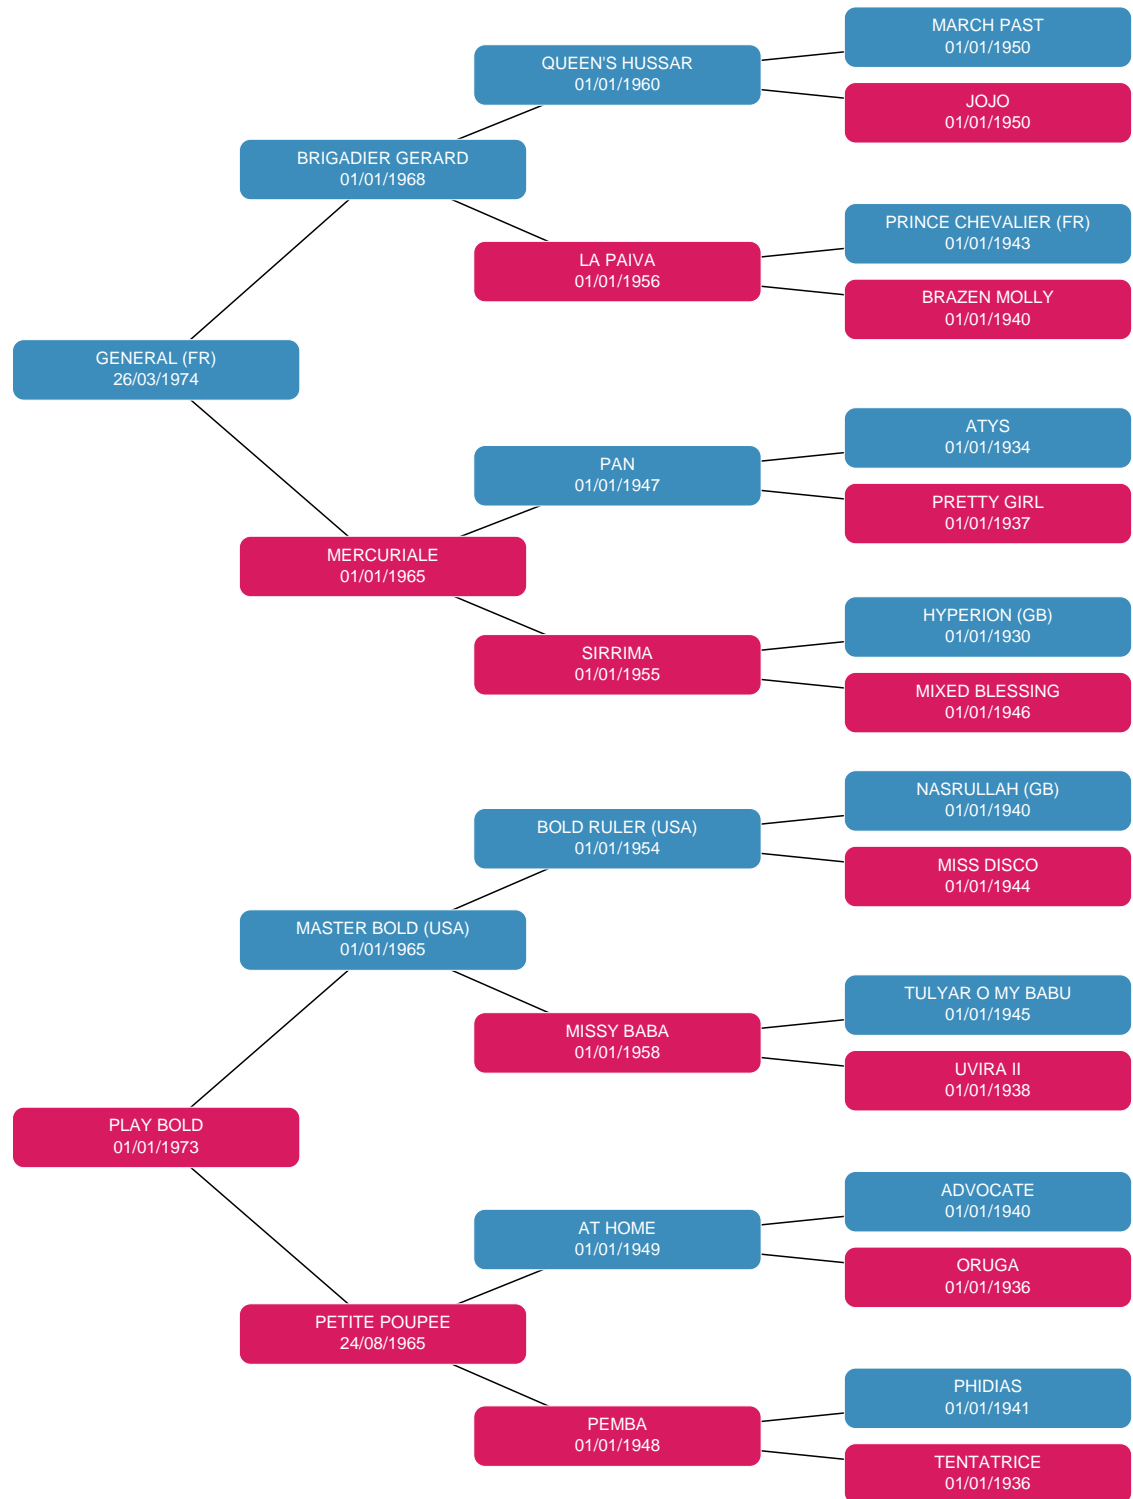 MARCH PAST
01/01/1950
QUEEN'S HUSSAR
01/01/1960
JOJO
01/01/1950
BRIGADIER GERARD
01/01/1968
PRINCE CHEVALIER (FR)
01/01/1943
LA PAIVA
01/01/1956
BRAZEN MOLLY
01/01/1940
GENERAL (FR)
26/03/1974
ATYS
01/01/1934
PAN
01/01/1947
PRETTY GIRL
01/01/1937
MERCURIALE
01/01/1965
HYPERION (GB)
01/01/1930
SIRRIMA
01/01/1955
MIXED BLESSING
01/01/1946
NASRULLAH (GB)
01/01/1940
BOLD RULER (USA)
01/01/1954
MISS DISCO
01/01/1944
MASTER BOLD (USA)
01/01/1965
TULYAR O MY BABU
01/01/1945
MISSY BABA
01/01/1958
UVIRA II
01/01/1938
PLAY BOLD
01/01/1973
ADVOCATE
01/01/1940
AT HOME
01/01/1949
ORUGA
01/01/1936
PETITE POUPEE
24/08/1965
PHIDIAS
01/01/1941
PEMBA
01/01/1948
TENTATRICE
01/01/1936